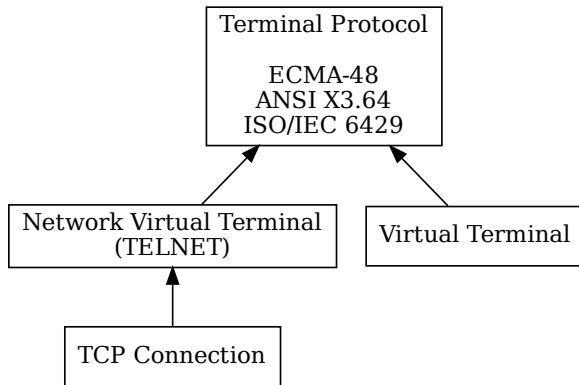 Terminal Protocol
ECMA-48
ANSI X3.64
ISO/IEC 6429
Network Virtual Terminal
(TELNET)
Virtual Terminal
TCP Connection